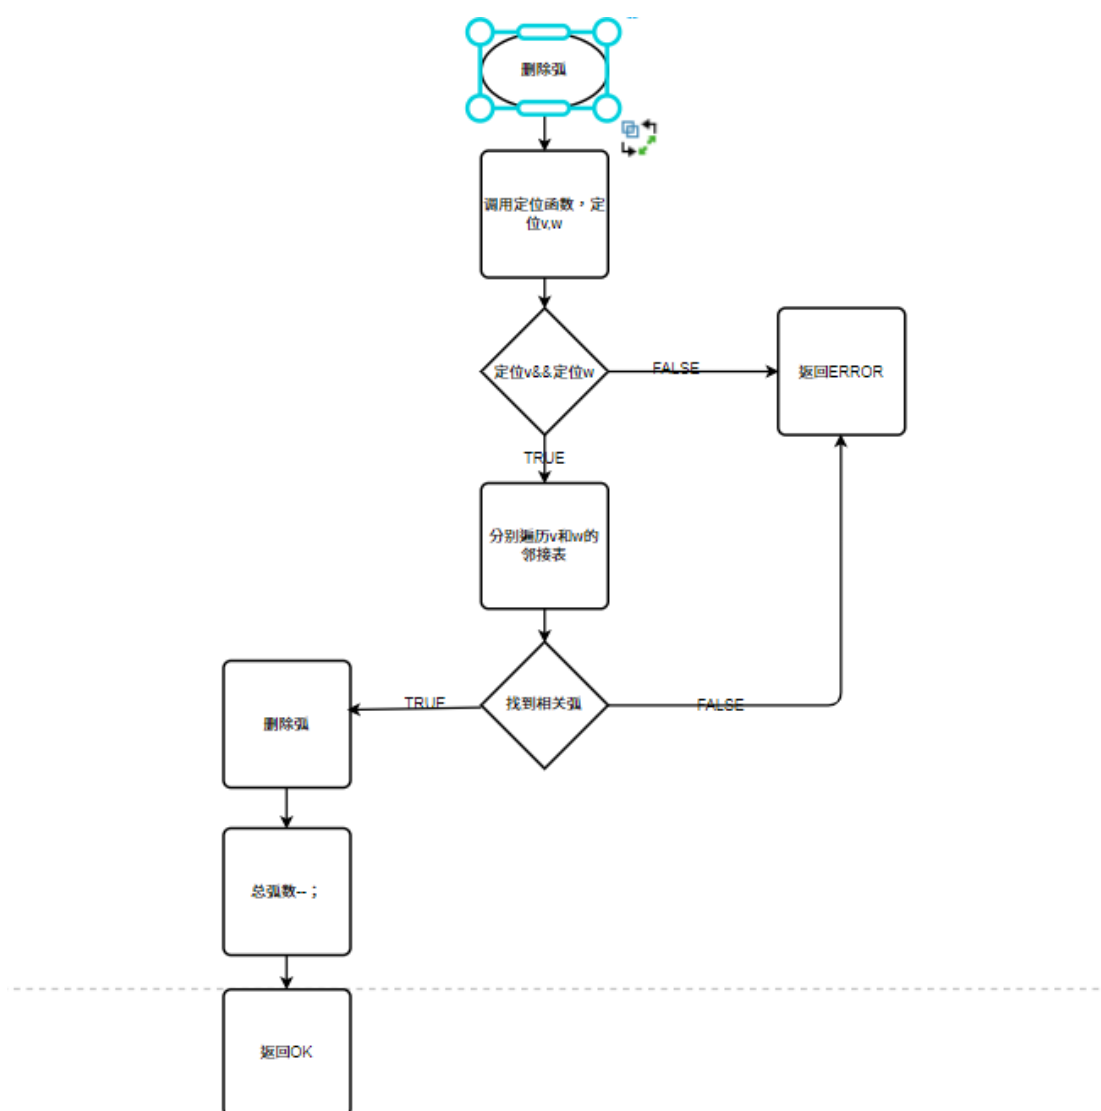 删除弧
调用定位函数，定
位v,w
定位v&&定位w
FALSE
返回ERROR
TRUE
分别遍历v和w的
邻接表
找到相关弧
TRUE
FALSE
删除弧
总弧数--；
返回OK